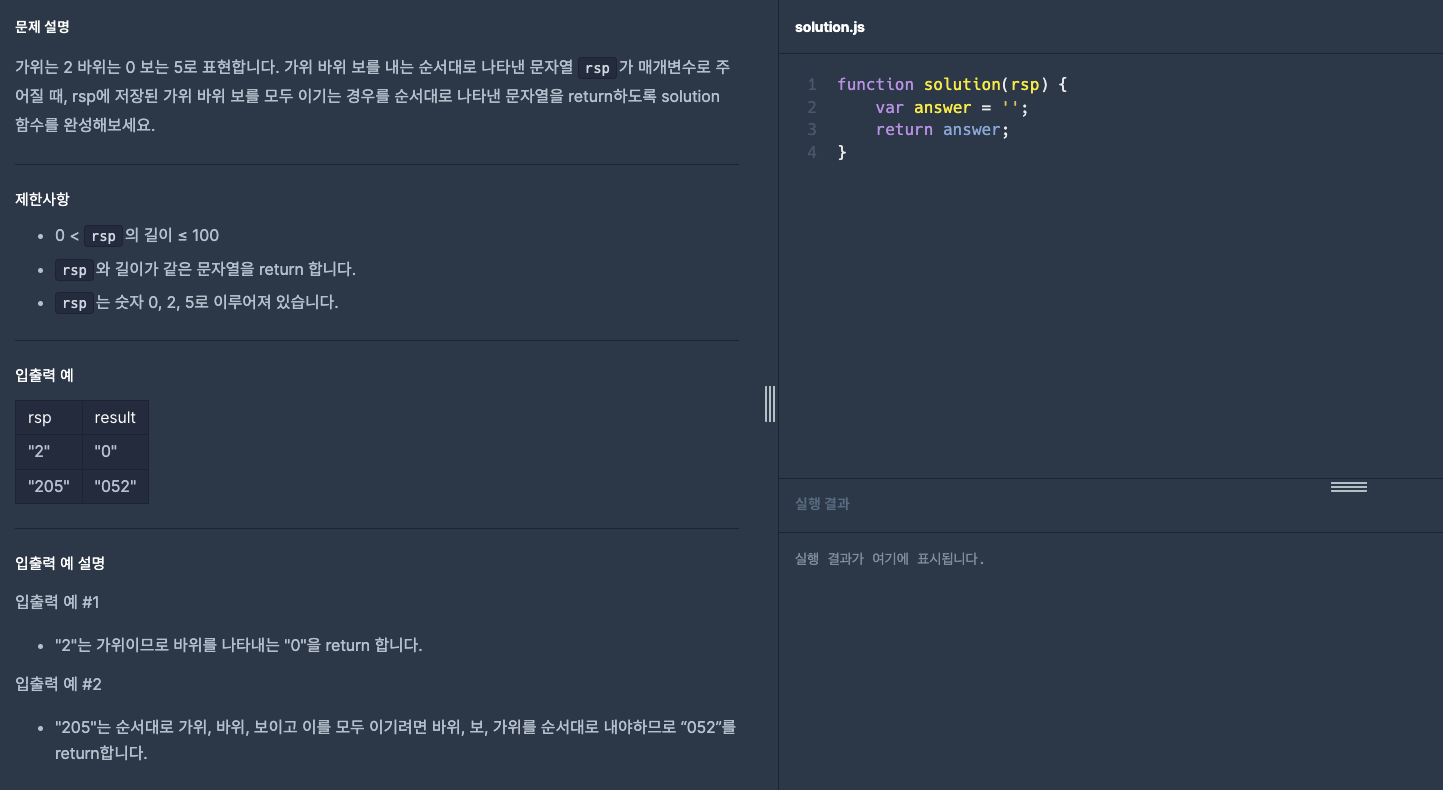 문제 설명
가위는 2 바위는 0 보는 5로 표현합니다. 가위 바위 보를 내는 순서대로 나타낸 문자열 rsp가 매개변수로 주
어질 때, rsp에 저장된 가위 바위 보를 모두 이기는 경우를 순서대로 나타낸 문자열을 return하도록 solution
함수를 완성해보세요.
제한사항
• 0 < rsp의 길이 ≤ 100
• rsp와 길이가 같은 문자열을 return 합니다.
• rsp는 숫자 0, 2, 5로 이루어져 있습니다.
입출력 예
rsp result
"2" "0"
"205" "052"
입출력 예 설명
입출력 예 #1
• "2"는 가위이므로 바위를 나타내는 "0"을 return 합니다.
입출력 예 #2
• "205"는 순서대로 가위, 바위, 보이고 이를 모두 이기려면 바위, 보, 가위를 순서대로 내야하므로 “052”를
return합니다.
solution.js
1 function solution(rsp) {
2     var answer = '';
3     return answer;
4 }
실행 결과
실행 결과가 여기에 표시됩니다.